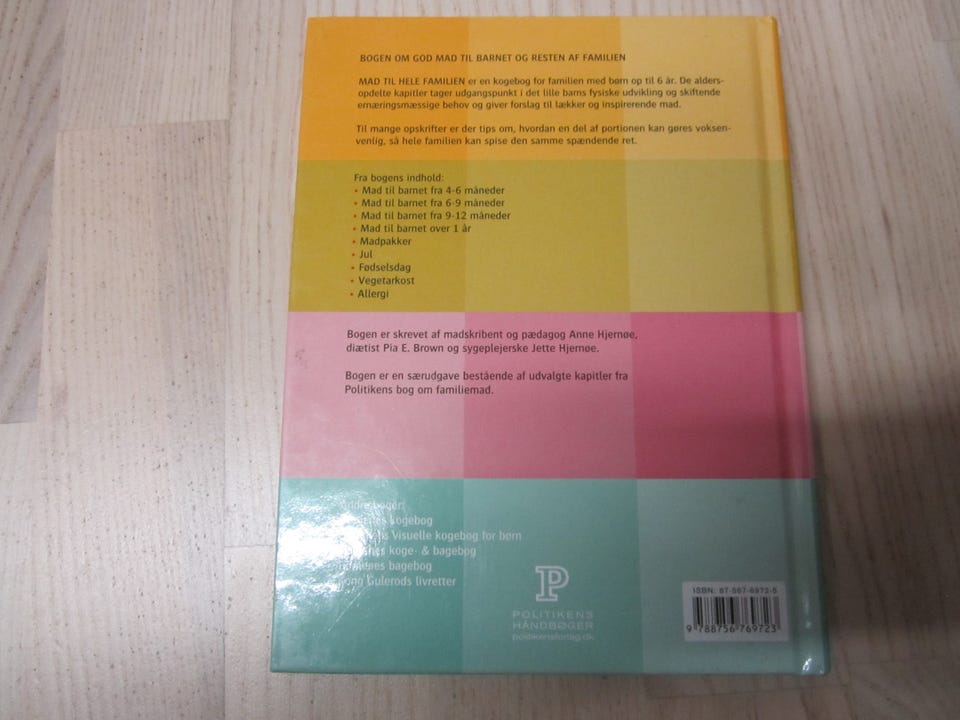 BOGEN OM GOD MAD TIL BARNET OG RESTEN AF FAMILIEN
MAD TIL HELE FAMILIEN er en kogebog for familien med børn op til 6 år. De alders-
opdelte kapitler tager udgangspunkt i det lille barns fysiske udvikling og skiftende
ernæringsmæssige behov og giver forslag til lækker og inspirerende mad.
Til mange opskrifter er der tips om, hvordan en del af portionen kan gøres voksen-
venlig, så hele familien kan spise den samme spændende ret.
Fra bogens indhold:
• Mad til barnet fra 4-6 måneder
• Mad til barnet fra 6-9 måneder
• Mad til barnet fra 9-12 måneder
• Mad til barnet over 1 år
• Madpakker
• Jul
• Fødselsdag
• Vegetarkost
• Allergi
Bogen er skrevet af madskribent og pædagog Anne Hjernøe,
diætist Pia E. Brown og sygeplejerske Jette Hjernøe.
Bogen er en særudgave bestående af udvalgte kapitler fra
Politikens bog om familiemad.
kogebog
Visuelle kogebog for børn
koge- & bagebog
bagebog
Gulerods livretter
P
POLITIKENS
HÅNDBØGER
politikensforlag.dk
ISBN: 87-567-6972-5
9 788756 769723